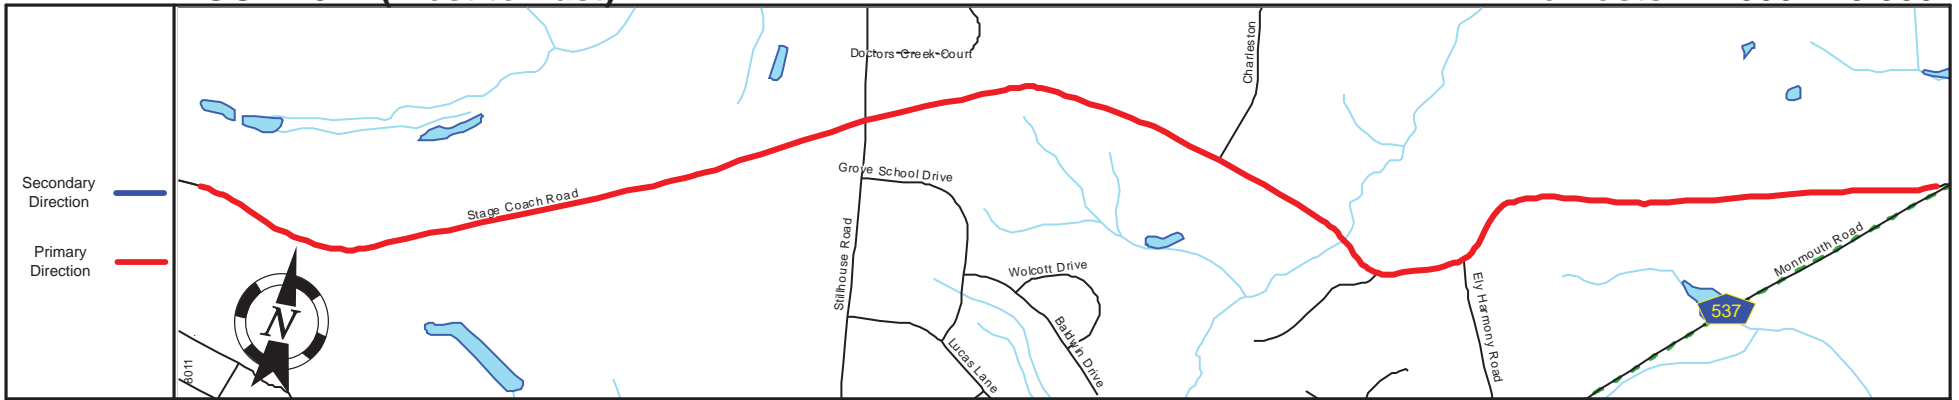 Secondary
Direction
Primary
Direction
Doctors Creek Court
Charleston
Grove School Drive
Stage Coach Road
Stillhouse Road
Wolcott Drive
Baldwin Drive
Lucas Lane
Ely Harmony Road
Monmouth Road
537
N
8011